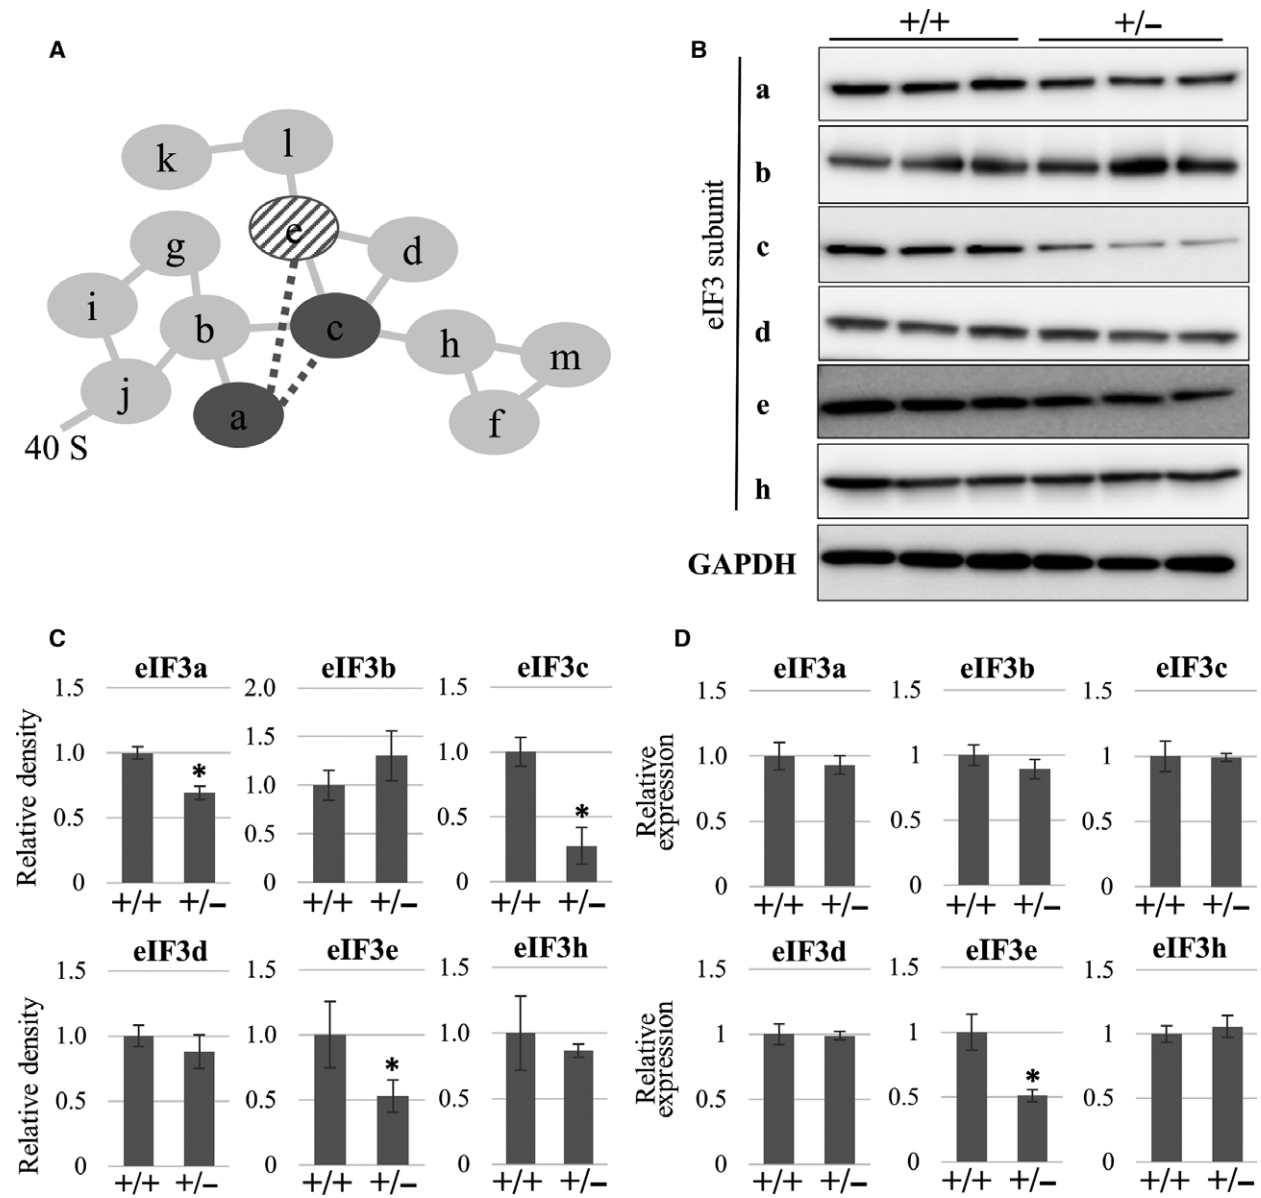 A
k
l
e
d
g
i
b
c
h
m
j
a
f
40 S
B
+/+ +/−
eIF3 subunit
a
b
c
d
e
h
GAPDH
C
eIF3a eIF3b eIF3c
Relative density
1.5
1.0
0.5
0
2.0
1.5
1.0
0.5
0
1.5
1.0
0.5
0
*
*
+/+ +/− +/+ +/− +/+ +/−
eIF3d eIF3e eIF3h
Relative density
1.5
1.0
0.5
0
1.5
1.0
0.5
0
1.5
1.0
0.5
0
*
+/+ +/− +/+ +/− +/+ +/−
D
eIF3a eIF3b eIF3c
Relative
expression
1.5
1.0
0.5
0
1.5
1
0.5
0
1.5
1
0.5
0
+/+ +/− +/+ +/− +/+ +/−
eIF3d eIF3e eIF3h
Relative
expression
1.5
1
0.5
0
1.5
1
0.5
0
1.5
1
0.5
0
*
+/+ +/− +/+ +/− +/+ +/−